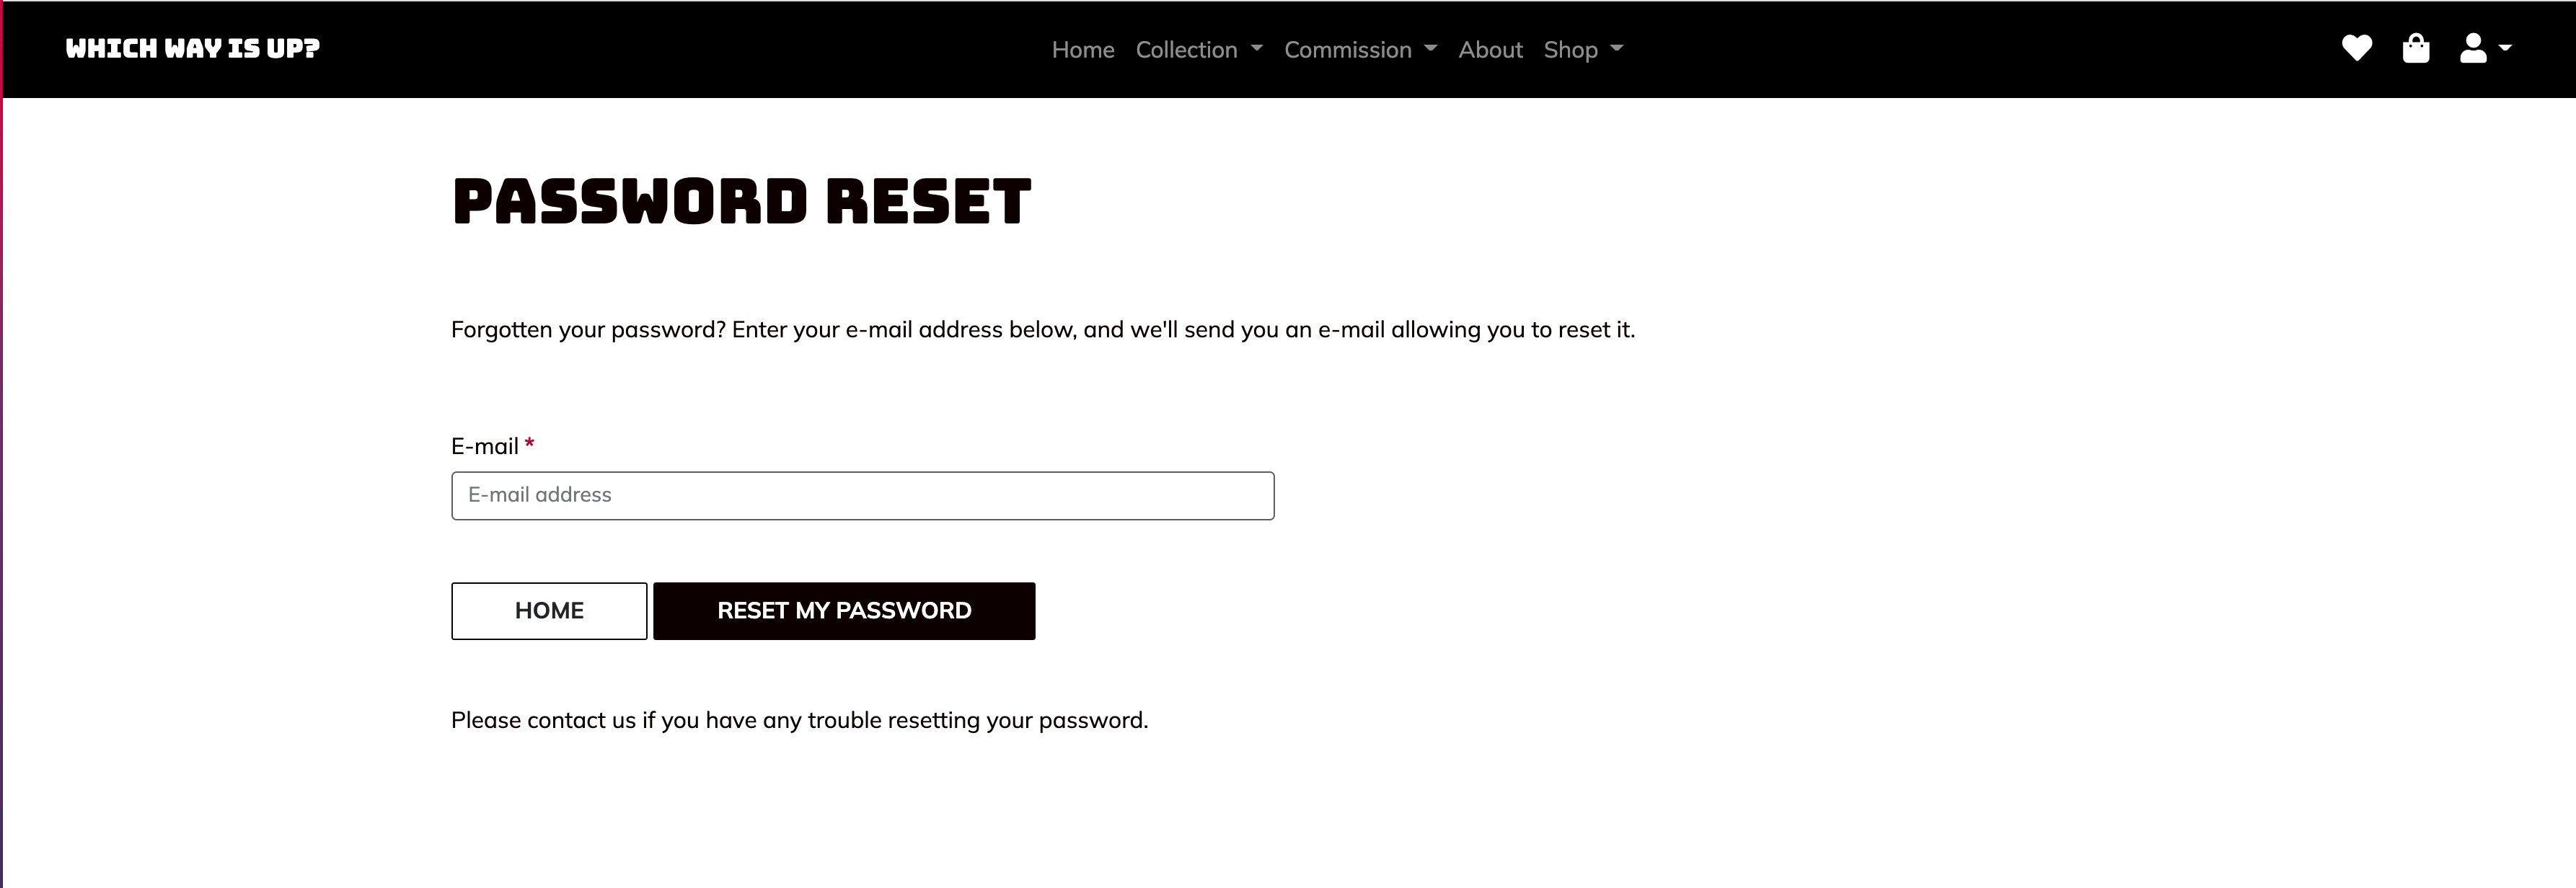 WHICH WAY IS UP?
Home Collection Commission About Shop
PASSWORD RESET
Forgotten your password? Enter your e-mail address below, and we'll send you an e-mail allowing you to reset it.
E-mail *
E-mail address
HOME RESET MY PASSWORD
Please contact us if you have any trouble resetting your password.